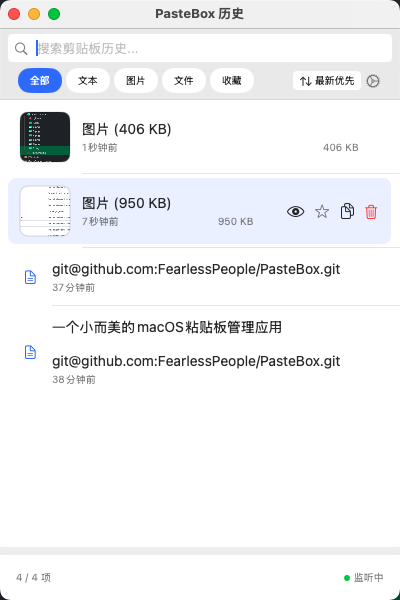 PasteBox 历史
搜索剪贴板历史...
全部 文本 图片 文件 收藏 最新优先
图片 (406 KB)
1秒钟前 406 KB
图片 (950 KB)
7秒钟前 950 KB
git@github.com:FearlessPeople/PasteBox.git
37分钟前
一个小而美的macOS粘贴板管理应用
git@github.com:FearlessPeople/PasteBox.git
38分钟前
4 / 4 项 监听中